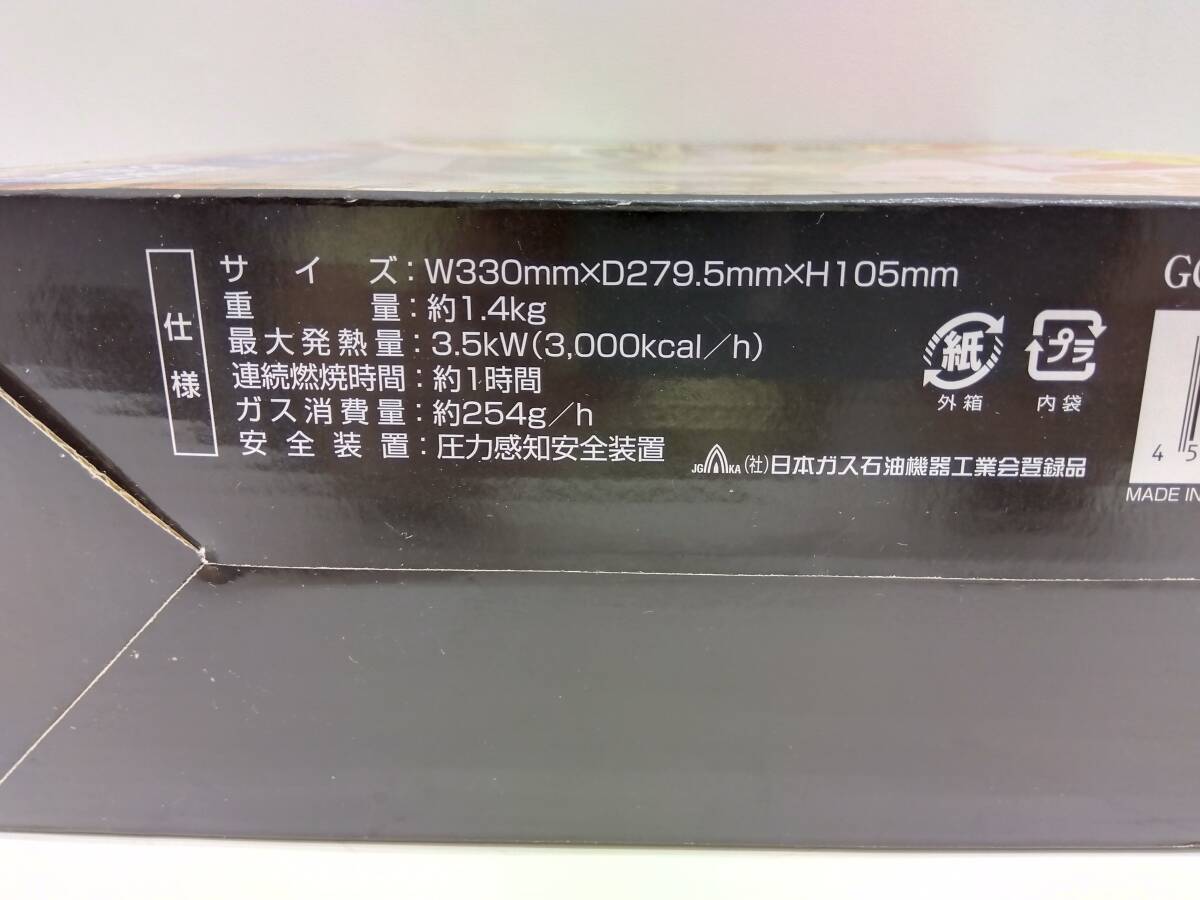 仕様
サイズ：W330mm×D279.5mm×H105mm
重量：約1.4kg
最大発熱量：3.5kW(3,000kcal／h)
連続燃焼時間：約1時間
ガス消費量：約254g／h
安全装置：圧力感知安全装置
紙
外箱
プラ
内袋
JGKA (社)日本ガス石油機器工業会登録品
4 5
MADE IN